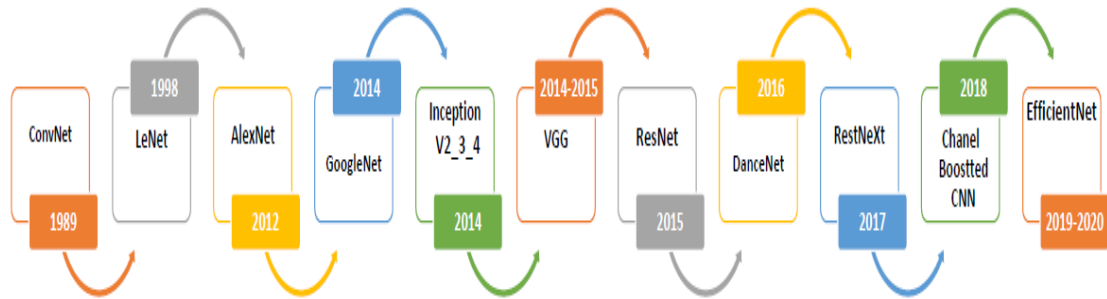 ConvNet
1989
1998
LeNet
AlexNet
2012
2014
GoogleNet
Inception
V2_3_4
2014
2014-2015
VGG
ResNet
2015
2016
DanceNet
RestNeXt
2017
2018
Chanel
Boostted
CNN
EfficientNet
2019-2020